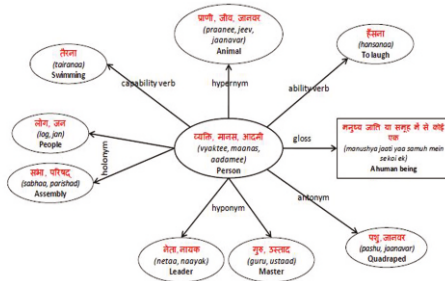 प्राणी, जीव, जानवर
(praanee, jeev,
jaanavar)
Animal
तैरना
(tairanaa)
Swimming
हँसना
(hansanaa)
To laugh
capability verb
hypernym
ability verb
लोग, जन
(log, jan)
People
व्यक्ति, मानस, आदमी
(vyaktee, maanas,
aadamee)
Person
gloss
मनुष्य जाति या समूह में से कोई
एक
(manushya jaati yaa samuh mein
sekoi ek)
A human being
सभा, परिषद्
(sabhaa, parishad)
Assembly
holonym
hyponym
antonym
नेता, नायक
(netaa, naayak)
Leader
गुरु, उस्ताद
(guru, ustaad)
Master
पशु, जानवर
(pashu, jaanavar)
Quadraped